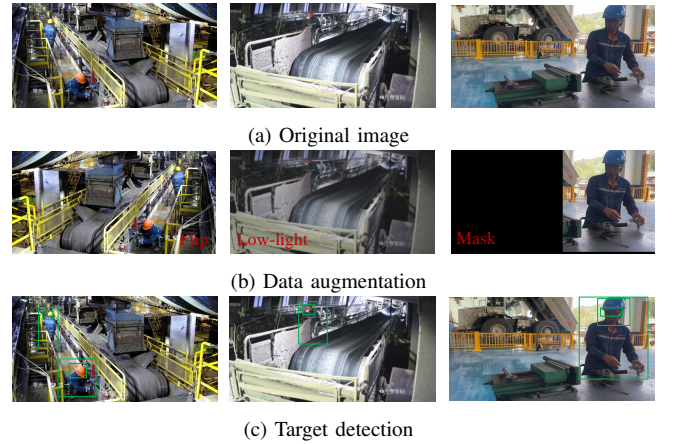 (a) Original image
Flip
Low-light
Mask
(b) Data augmentation
(c) Target detection